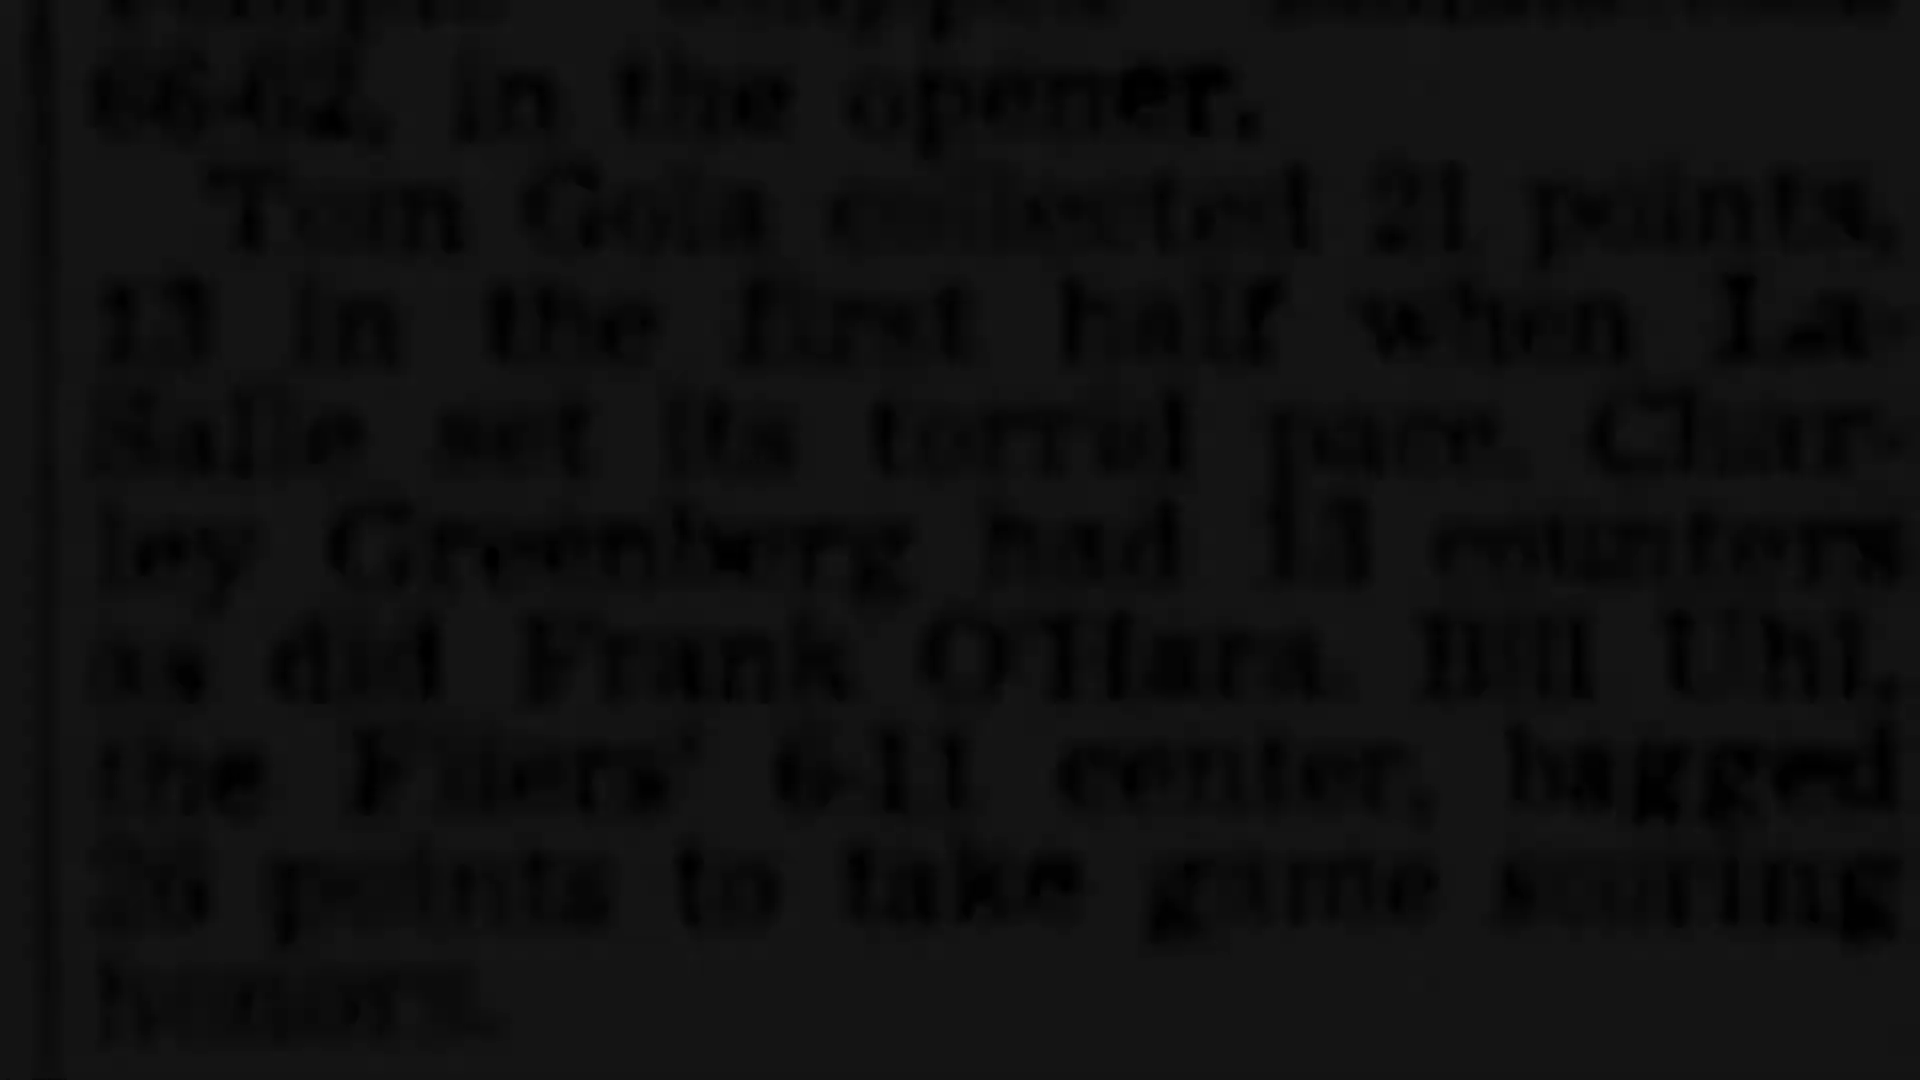 66-62, in the opener.
Tom Gola collected 21 points,
13 in the first half when La-
Salle set its torrid pace. Char-
ley Greenberg had 13 counters
as did Frank O'Hara. Bill Uhl,
the Fliers' 6-11 center, bagged
26 points to take game scoring
honors.